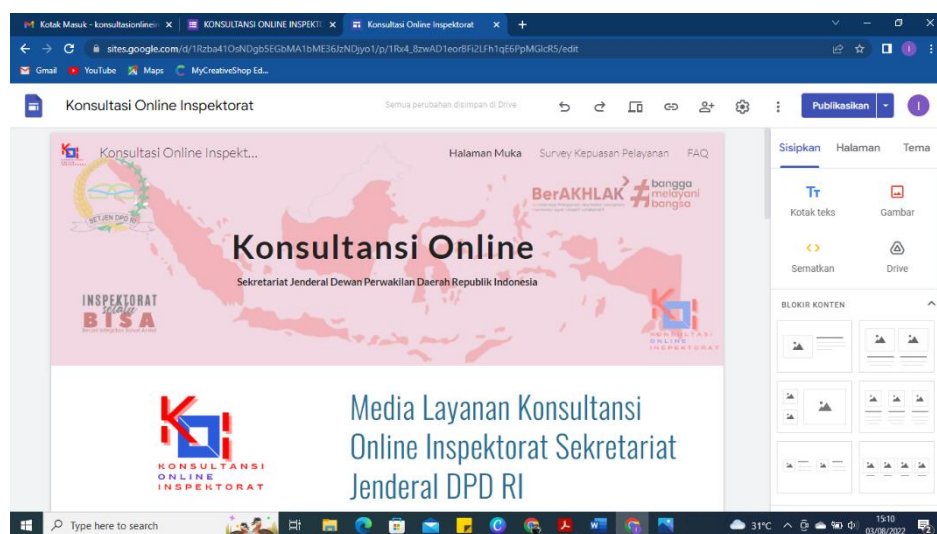 Kotak Masuk - konsultasionlinein
KONSULTANSI ONLINE INSPEKT
Konsultasi Online Inspektorat
sites.google.com/d/1Rzba41OsNDgb5EGbMA1bME36JzNDjyo1/p/1Rx4_8zwAD1eor8Fi2LFh1qE6PpMGlcRS/edit
Gmail YouTube Maps MyCreativeShop Ed...
Konsultasi Online Inspektorat
Semua perubahan disimpan di Drive
Publikasikan
I
Konsultasi Online Inspekt...
Halaman Muka Survey Kepuasan Pelayanan FAQ
SETJEN DPD RI
BerAKHLAK
#bangga
melayani
bangsa
Konsultansi Online
Sekretariat Jenderal Dewan Perwakilan Daerah Republik Indonesia
INSPEKTORAT
selalu
BISA
KONSULTANSI
ONLINE
INSPEKTORAT
KONSULTANSI
ONLINE
INSPEKTORAT
Media Layanan Konsultansi
Online Inspektorat Sekretariat
Jenderal DPD RI
Sisipkan Halaman Tema
Kotak teks Gambar
Sematkan Drive
BLOKIR KONTEN
Type here to search
31°C
15:10
03/08/2022